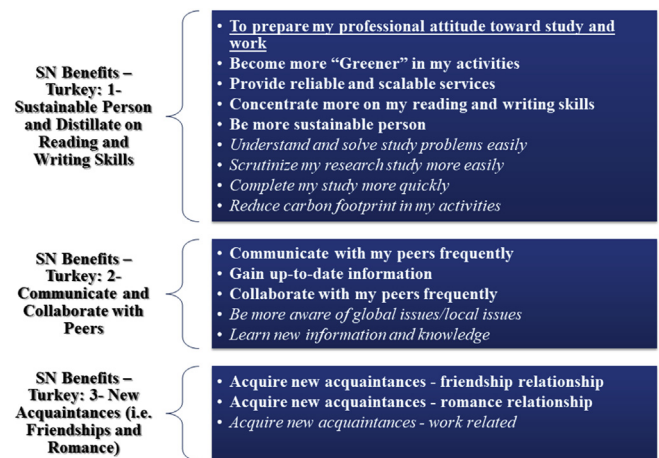 SN Benefits –
Turkey: 1-
Sustainable Person
and Distillate on
Reading and
Writing Skills
• To prepare my professional attitude toward study and
work
• Become more “Greener” in my activities
• Provide reliable and scalable services
• Concentrate more on my reading and writing skills
• Be more sustainable person
• Understand and solve study problems easily
• Scrutinize my research study more easily
• Complete my study more quickly
• Reduce carbon footprint in my activities
SN Benefits –
Turkey: 2-
Communicate and
Collaborate with
Peers
• Communicate with my peers frequently
• Gain up-to-date information
• Collaborate with my peers frequently
• Be more aware of global issues/local issues
• Learn new information and knowledge
SN Benefits –
Turkey: 3- New
Acquaintances (i.e.
Friendships and
Romance)
• Acquire new acquaintances - friendship relationship
• Acquire new acquaintances - romance relationship
• Acquire new acquaintances - work related